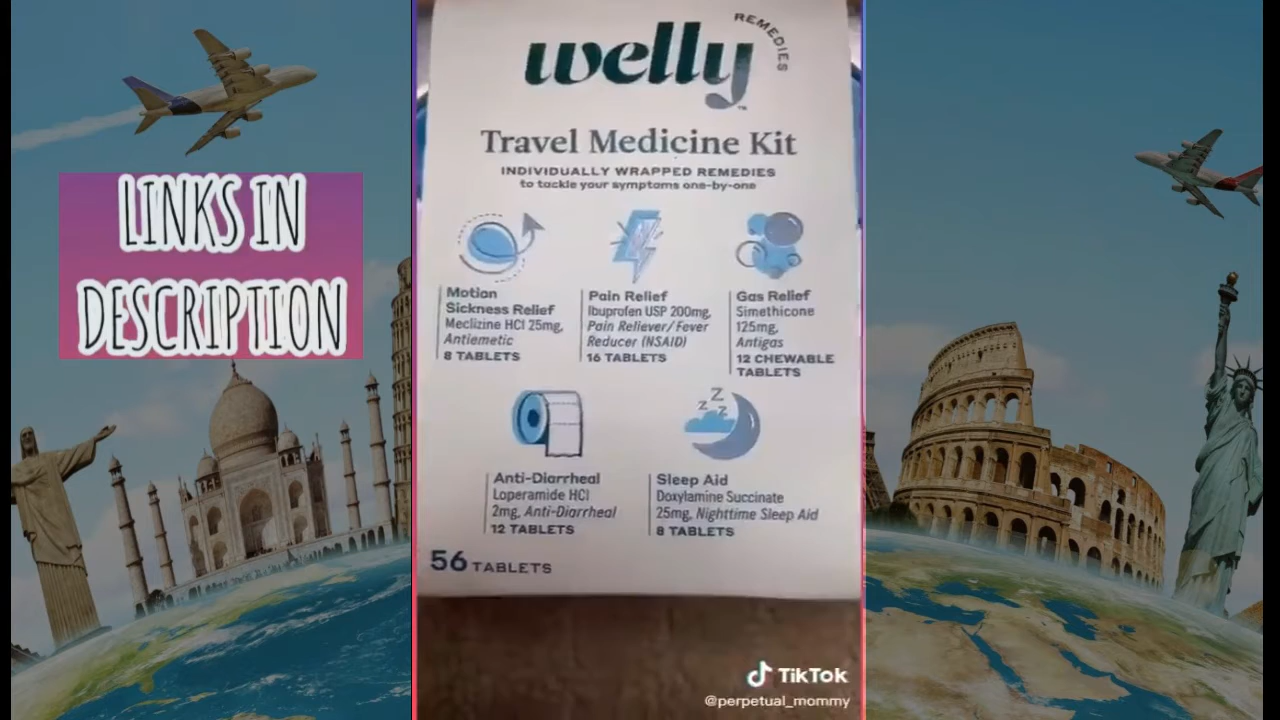 LINKS IN
DESCRIPTION
welly
REMEDIES
™
Travel Medicine Kit
INDIVIDUALLY WRAPPED REMEDIES
to tackle your symptoms one-by-one
Motion
Sickness Relief
Meclizine HCl 25mg,
Antiemetic
8 TABLETS
Pain Relief
Ibuprofen USP 200mg,
Pain Reliever/Fever
Reducer (NSAID)
16 TABLETS
Gas Relief
Simethicone
125mg,
Antigas
12 CHEWABLE
TABLETS
Anti-Diarrheal
Loperamide HCl
2mg, Anti-Diarrheal
12 TABLETS
z Z
z
Sleep Aid
Doxylamine Succinate
25mg, Nighttime Sleep Aid
8 TABLETS
56 TABLETS
TikTok
@perpetual_mommy